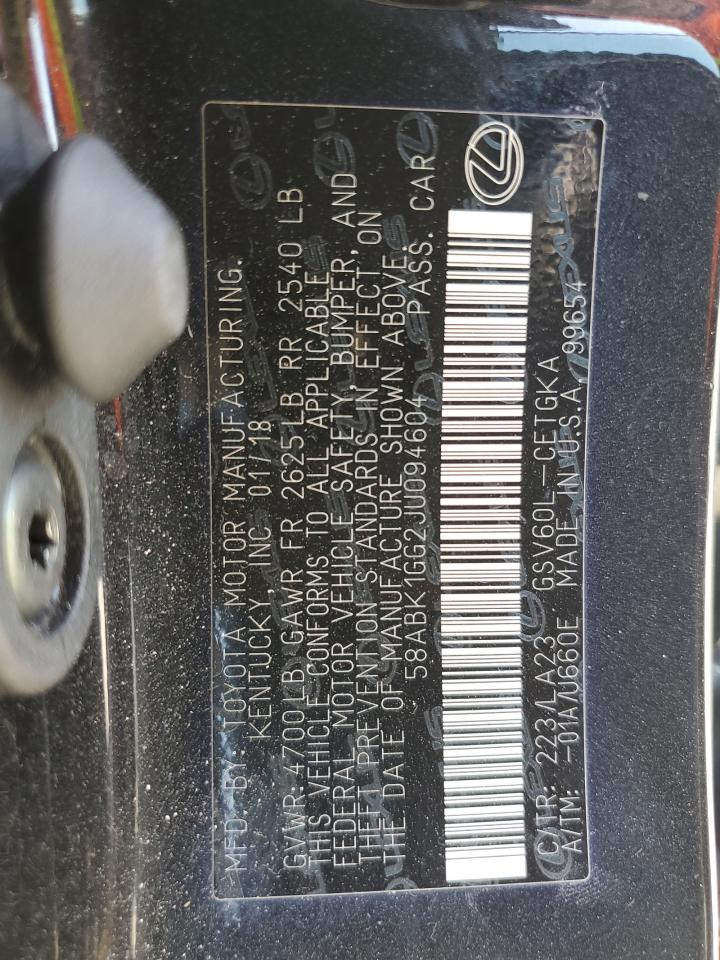 MFD. BY: TOYOTA MOTOR MANUFACTURING.
KENTUCKY, INC. 01/18
GVWR 4700LB GAWR FR 2625LB RR 2540 LB
THIS VEHICLE CONFORMS TO ALL APPLICABLE
FEDERAL MOTOR VEHICLE SAFETY, BUMPER, AND
THEFT PREVENTION STANDARDS IN EFFECT ON
THE DATE OF MANUFACTURE SHOWN ABOVE.
58ABK1GG2JU094604 PASS. CAR
C/TR: 223/LA23 GSV60L-CETGKA
A/TM: -01A/U660E MADE IN U.S.A. 99654